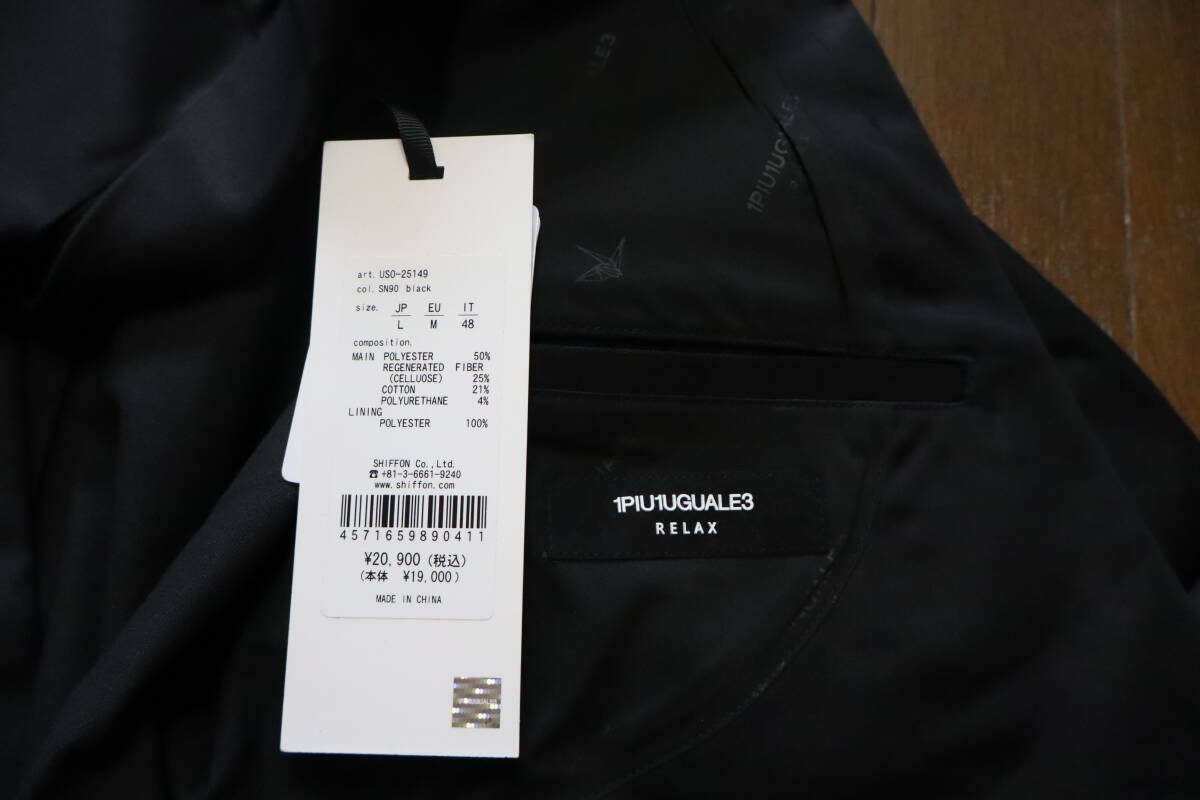 art. USO-25149
col. SN90 black
size. JP EU IT
L M 48
composition.
MAIN POLYESTER 50%
REGENERATED FIBER
(CELLUOSE) 25%
COTTON 21%
POLYURETHANE 4%
LINING
POLYESTER 100%
SHIFFON Co.,Ltd.
☎ +81-3-6661-9240
www.shiffon.com
4571659890411
¥20,900 (税込)
(本体 ¥19,000)
MADE IN CHINA
1PIU1UGUALE3
1PIU1UGUALE3
1PIU1UGUALE3
RELAX